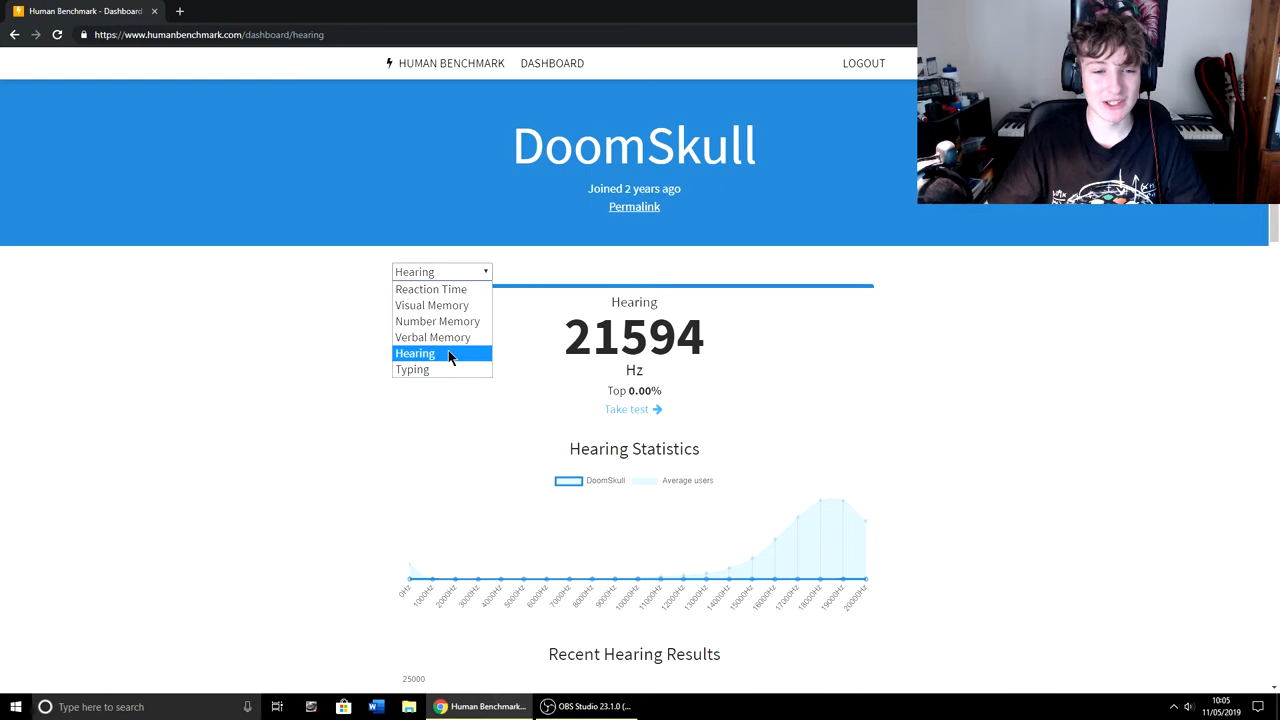 Human Benchmark - Dashboard
https://www.humanbenchmark.com/dashboard/hearing
HUMAN BENCHMARK
DASHBOARD
LOGOUT
DoomSkull
Joined 2 years ago
Permalink
Hearing
Reaction Time
Visual Memory
Number Memory
Verbal Memory
Hearing
Typing
Hearing
21594
Hz
Top 0.00%
Take test
Hearing Statistics
DoomSkull
Average users
0Hz
1000Hz
2000Hz
3000Hz
4000Hz
5000Hz
6000Hz
7000Hz
8000Hz
9000Hz
10000Hz
11000Hz
12000Hz
13000Hz
14000Hz
15000Hz
16000Hz
17000Hz
18000Hz
19000Hz
20000Hz
Recent Hearing Results
25000
Type here to search
Human Benchmark...
OBS Studio 23.1.0 (...
10:05
11/05/2019